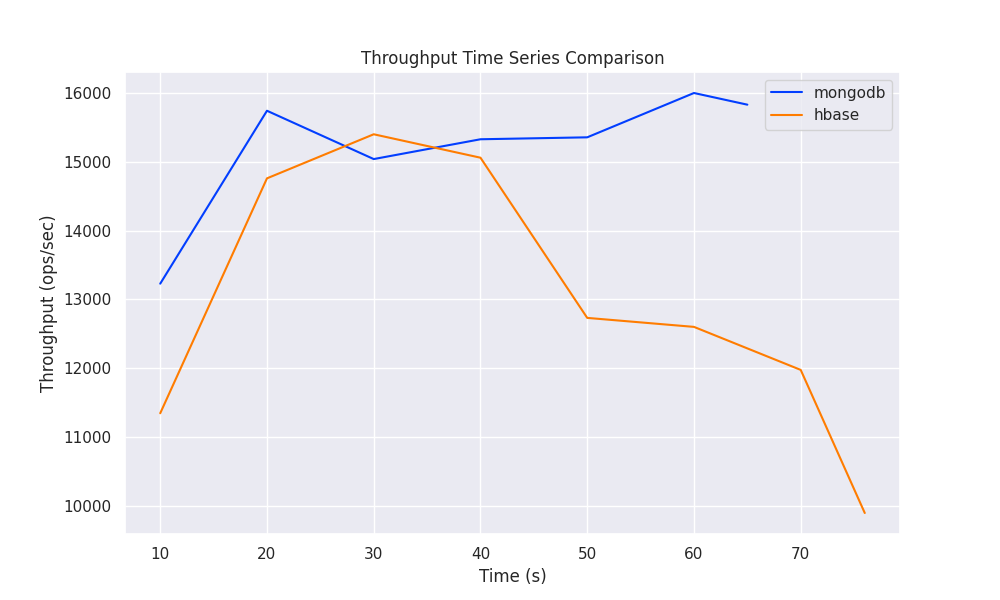 Throughput Time Series Comparison
mongodb
hbase
16000
15000
14000
13000
12000
11000
10000
Throughput (ops/sec)
10 20 30 40 50 60 70
Time (s)